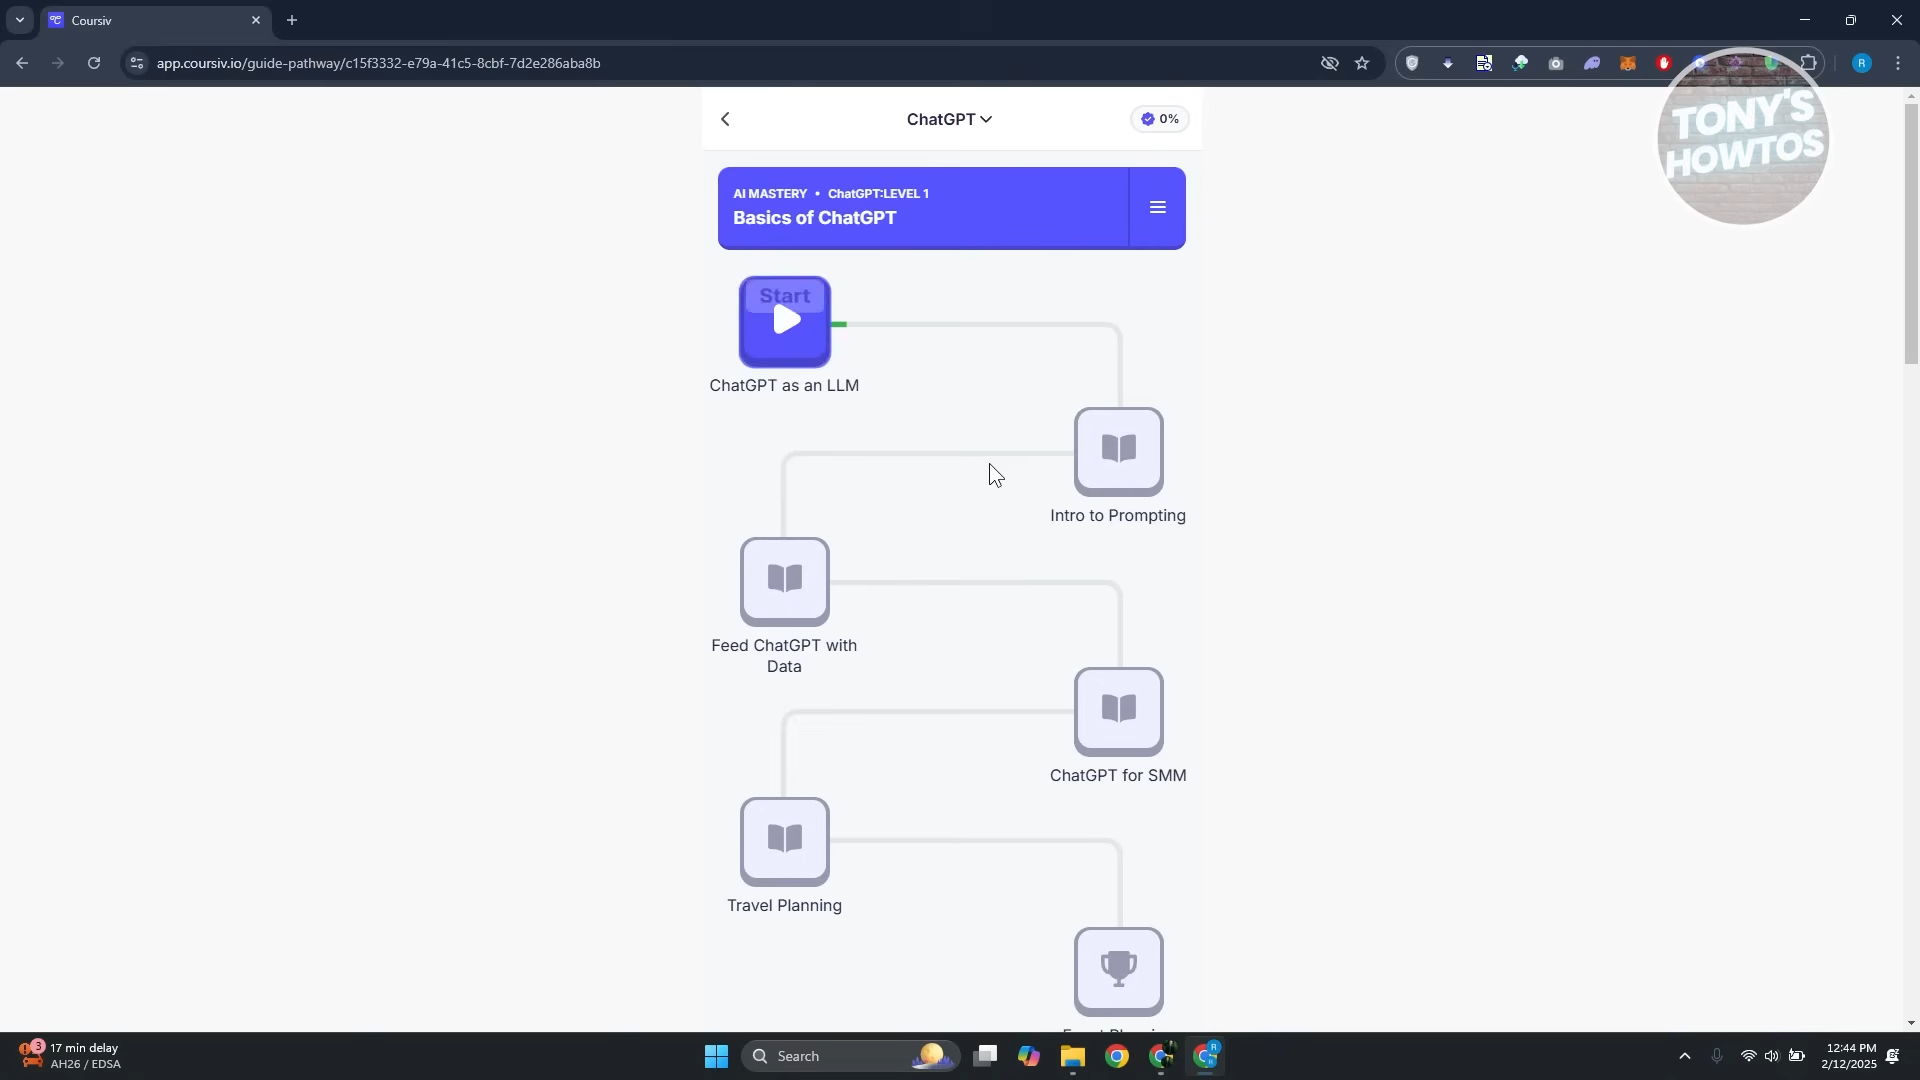 Coursiv
app.coursiv.io/guide-pathway/c15f3332-e79a-41c5-8cbf-7d2e286aba8b
R
TONY'S
HOWTOS
ChatGPT
0%
AI MASTERY • ChatGPT:LEVEL 1
Basics of ChatGPT
Start
ChatGPT as an LLM
Intro to Prompting
Feed ChatGPT with
Data
ChatGPT for SMM
Travel Planning
3
17 min delay
AH26 / EDSA
Search
R
12:44 PM
2/12/2025